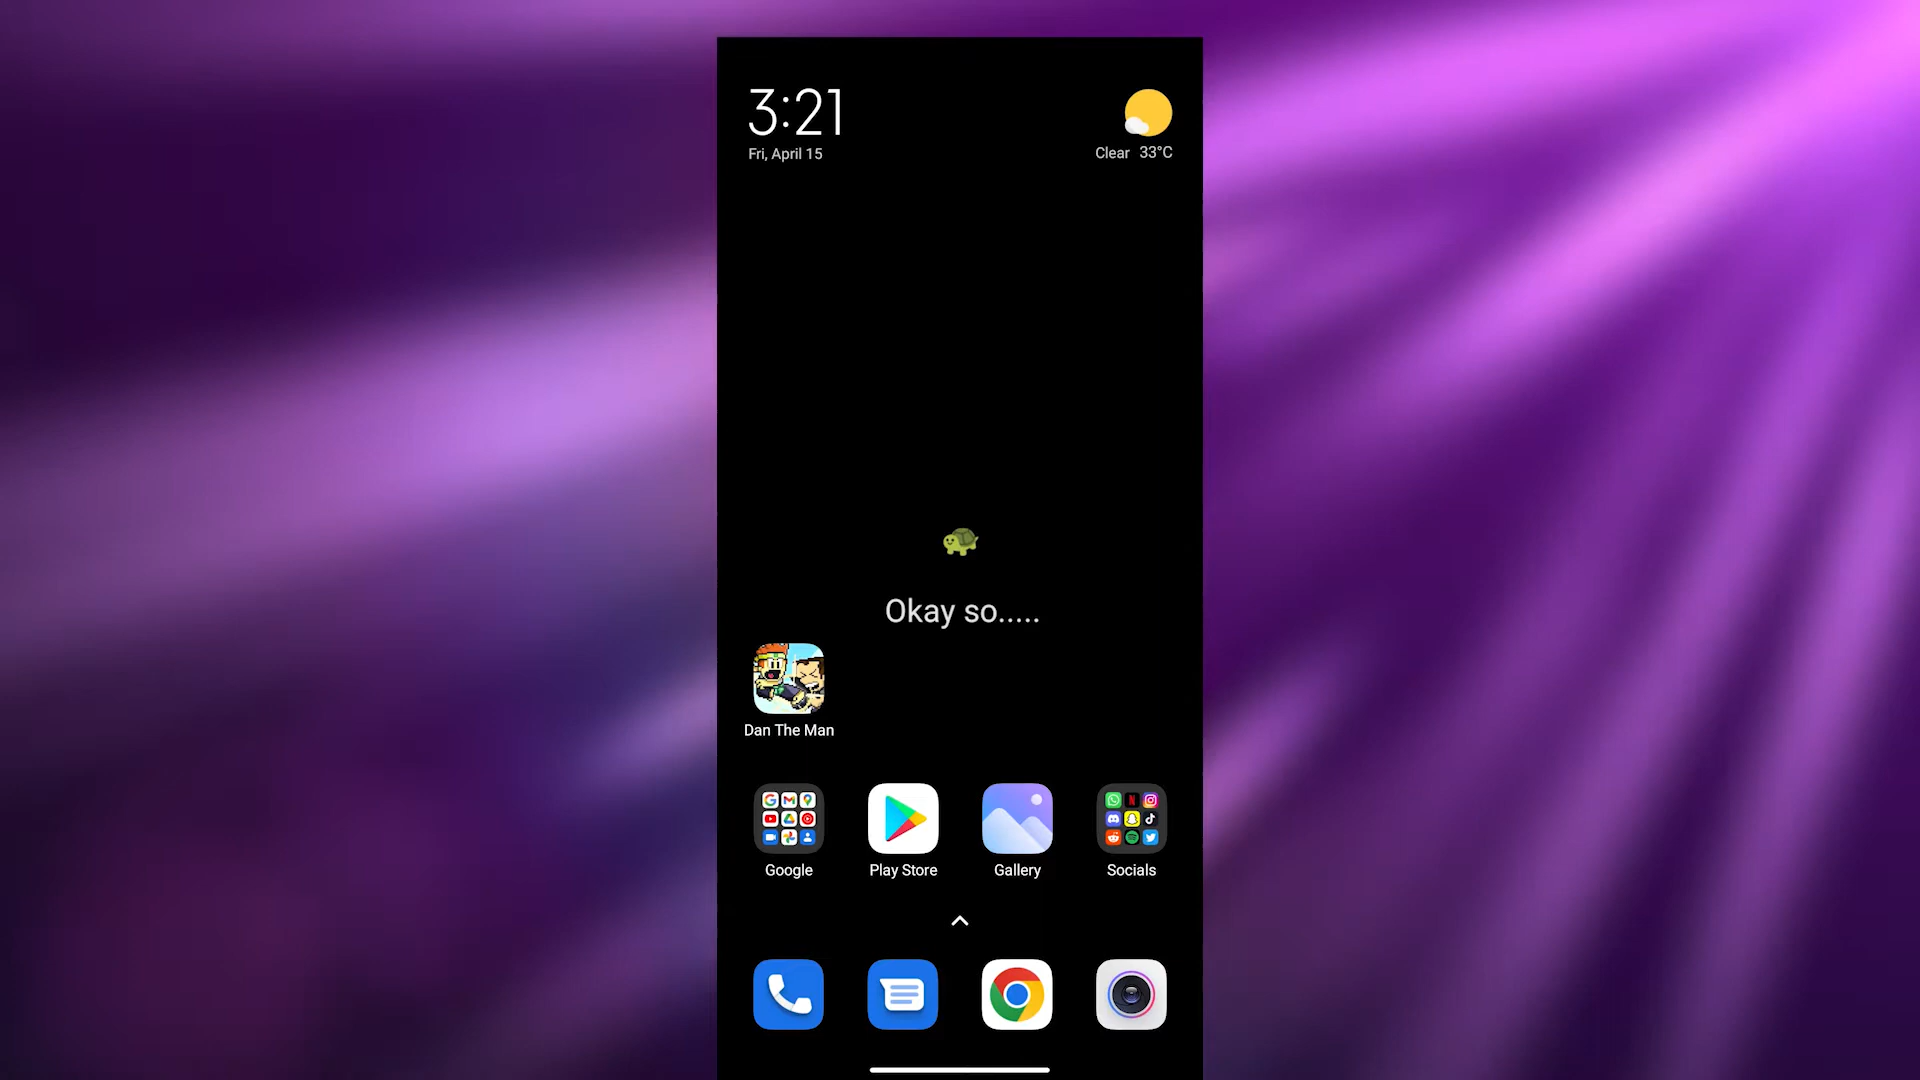 3:21
Fri, April 15
Clear 33°C
Okay so.....
Dan The Man
Google
Play Store
Gallery
Socials